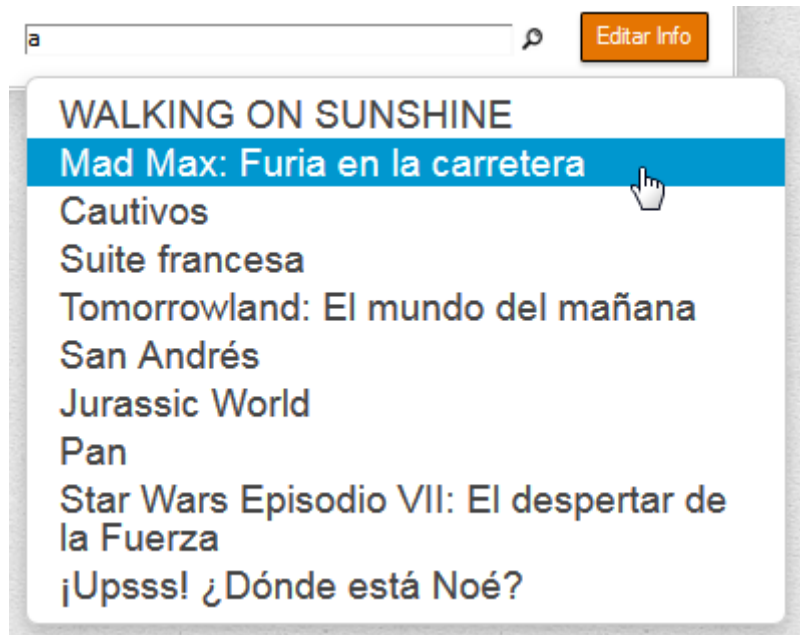 a
Editar Info
WALKING ON SUNSHINE
Mad Max: Furia en la carretera
Cautivos
Suite francesa
Tomorrowland: El mundo del mañana
San Andrés
Jurassic World
Pan
Star Wars Episodio VII: El despertar de
la Fuerza
¡Upsss! ¿Dónde está Noé?